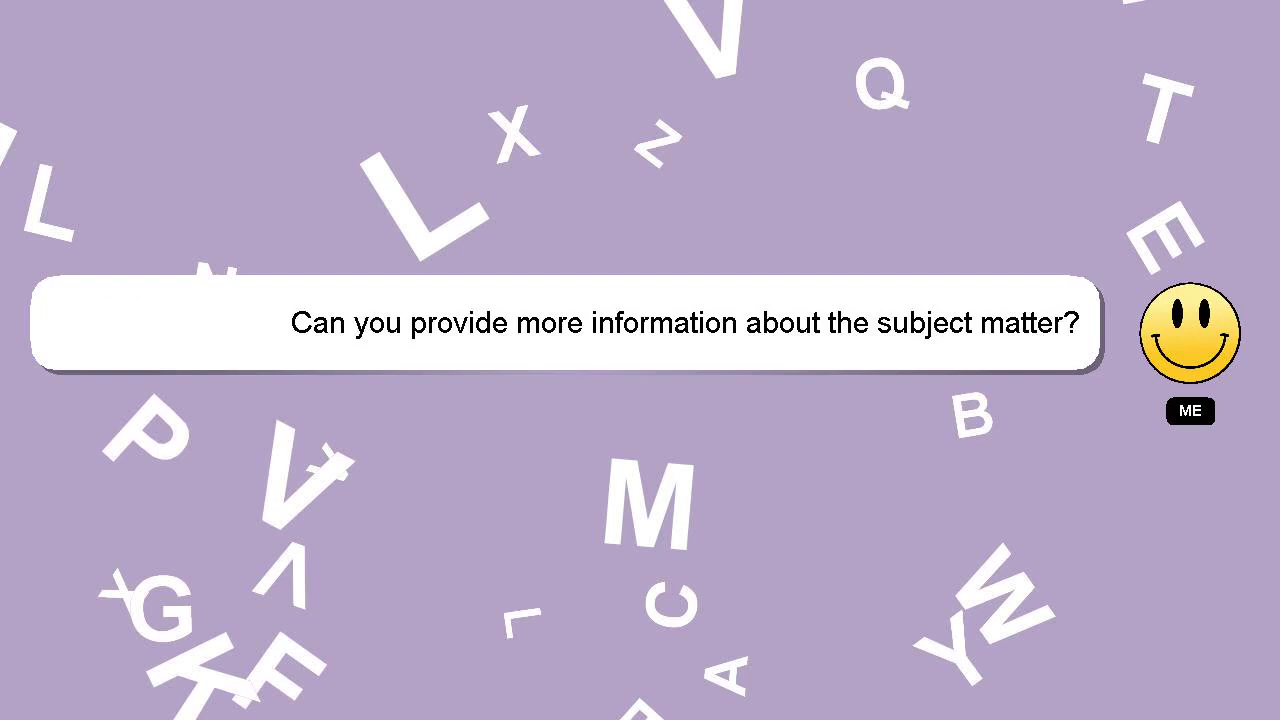 V
Q
T
X
Z
L
L
E
N
Can you provide more information about the subject matter?
ME
B
P
V
M
V
W
G
X
C
L
Y
K
F
A